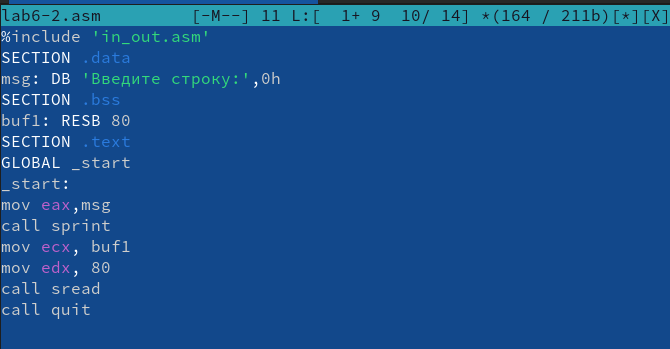 lab6-2.asm [-M--] 11 L:[ 1+ 9 10/ 14] *(164 / 211b)[*][X]
%include 'in_out.asm'
SECTION .data
msg: DB 'Введите строку:',0h
SECTION .bss
buf1: RESB 80
SECTION .text
GLOBAL _start
_start:
mov eax,msg
call sprint
mov ecx, buf1
mov edx, 80
call sread
call quit